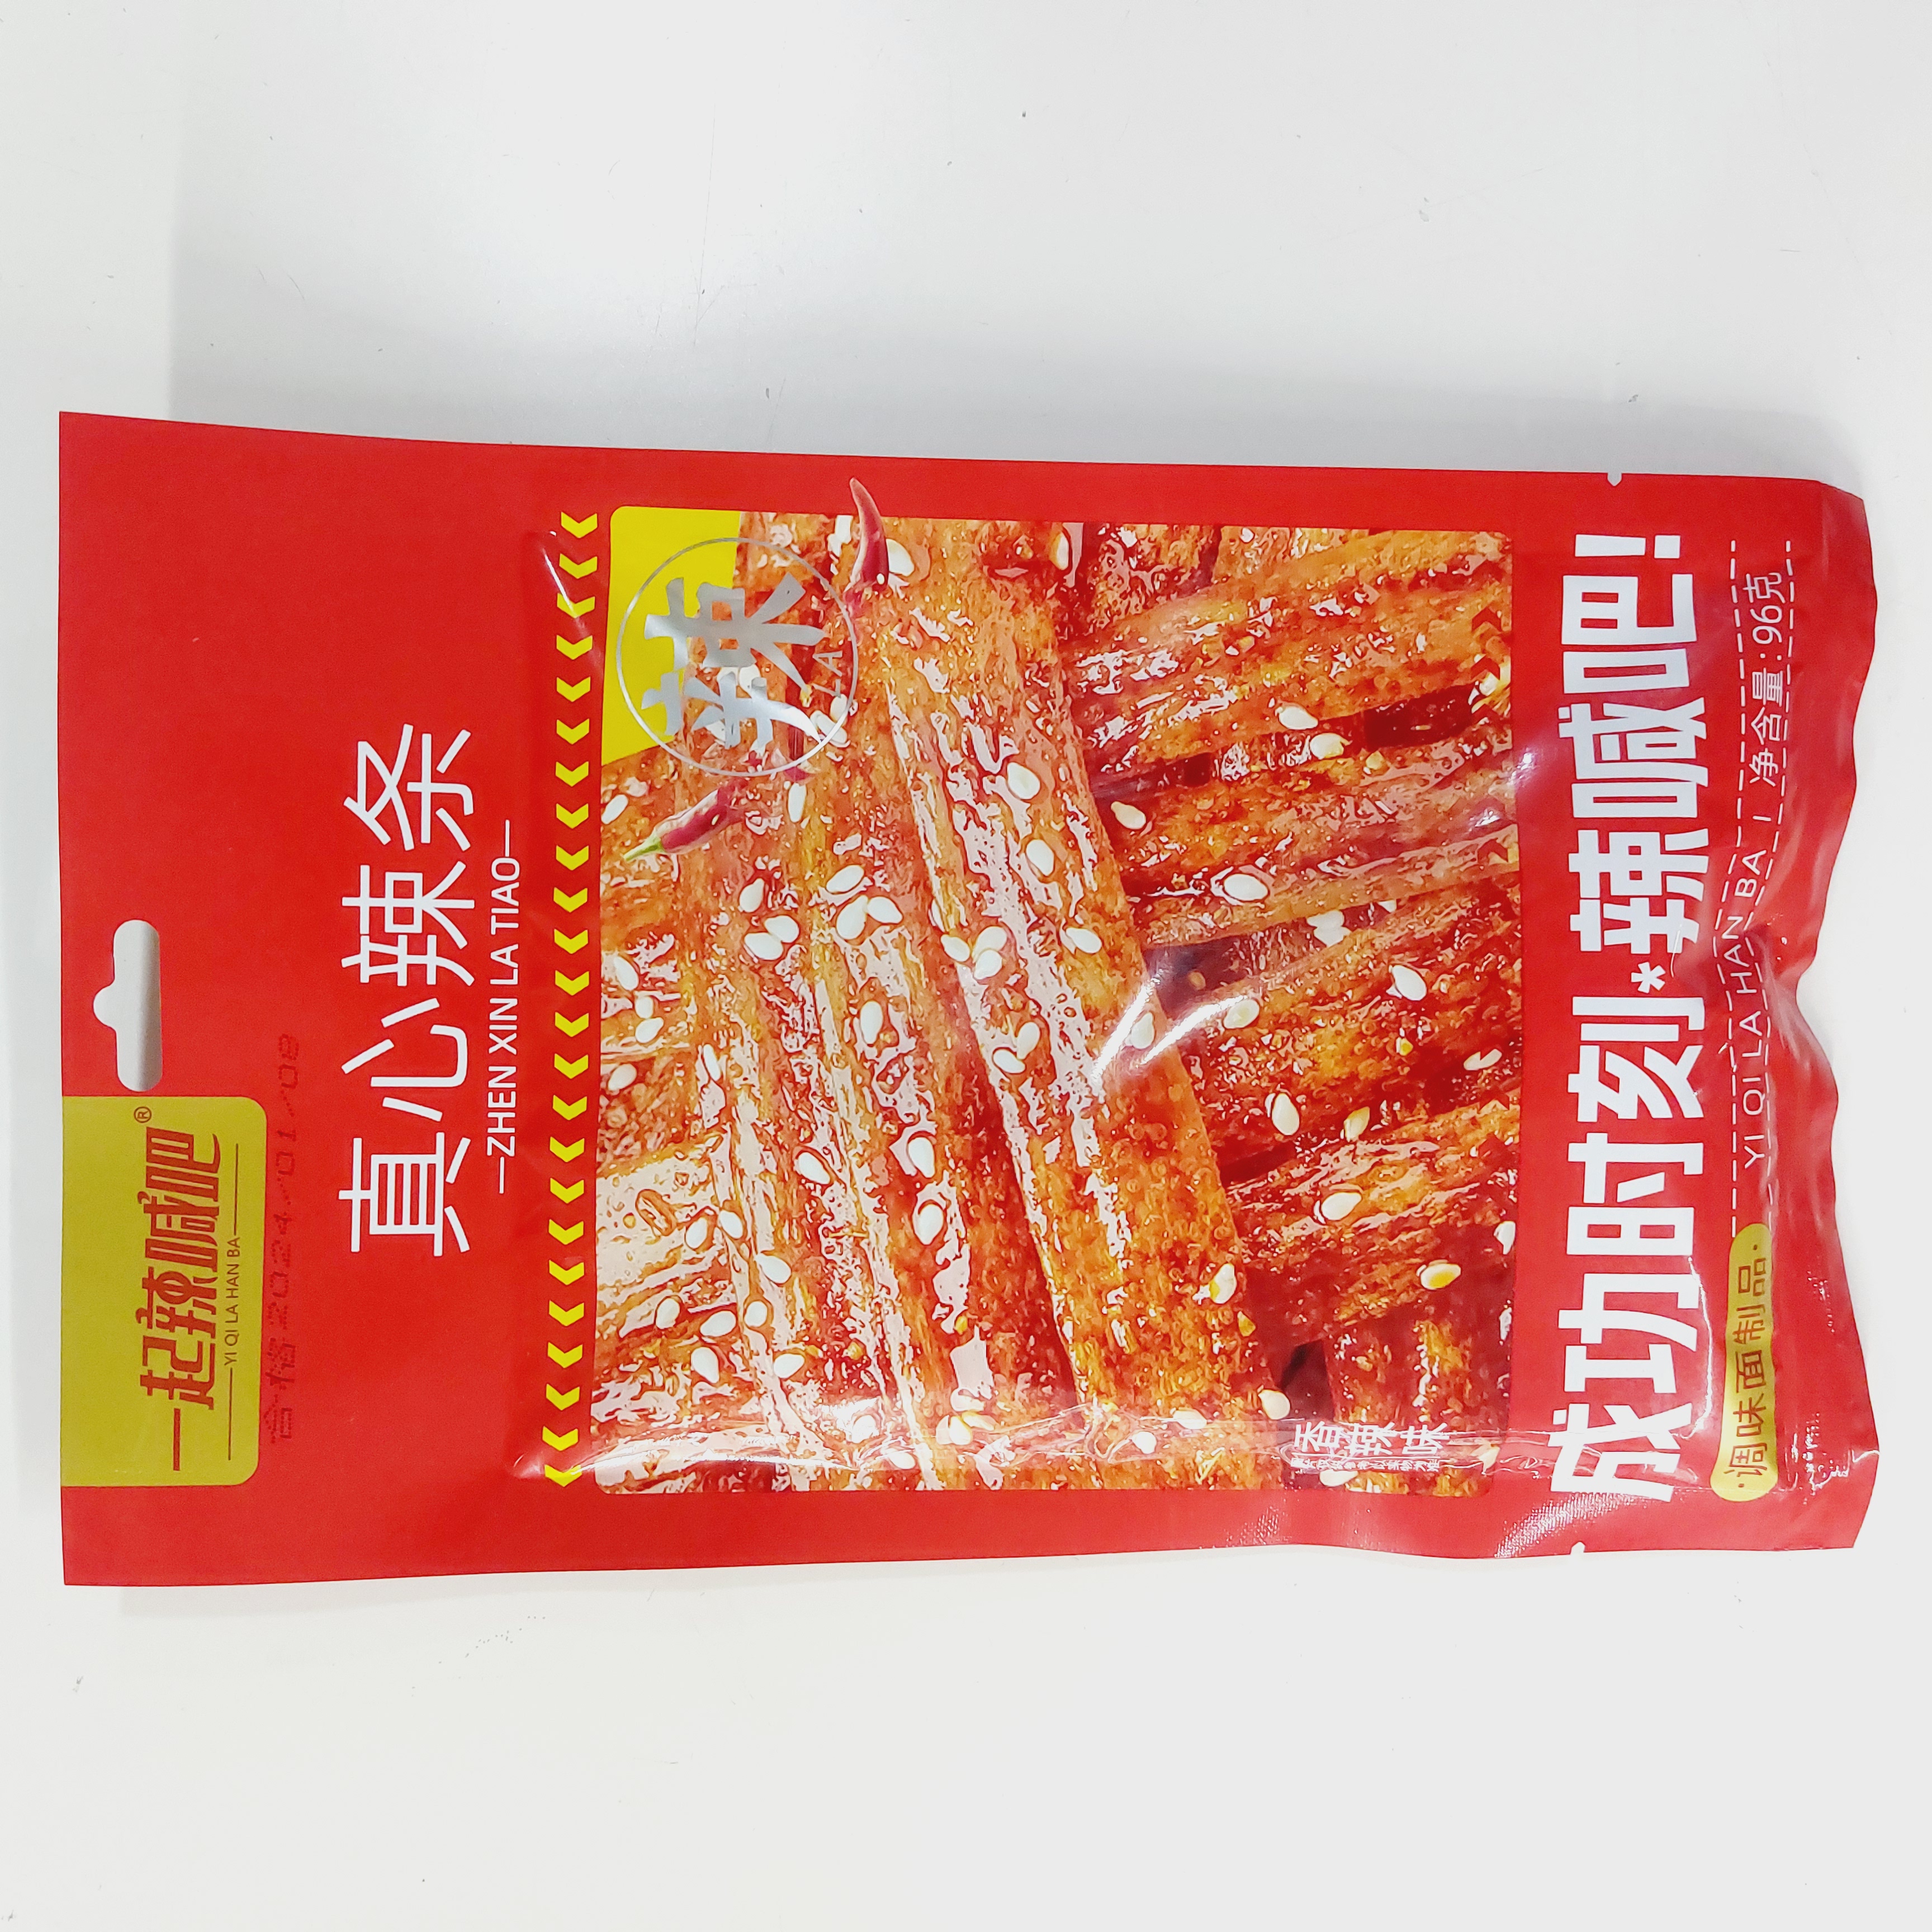 一起辣喊吧®
YI QI LA HAN BA
合格2024/01/08
真心辣条
—ZHEN XIN LA TIAO—
辣
LA
香辣味
成功时刻*辣喊吧!
·调味面制品·
YI QI LA HAN BA | 净含量:96克